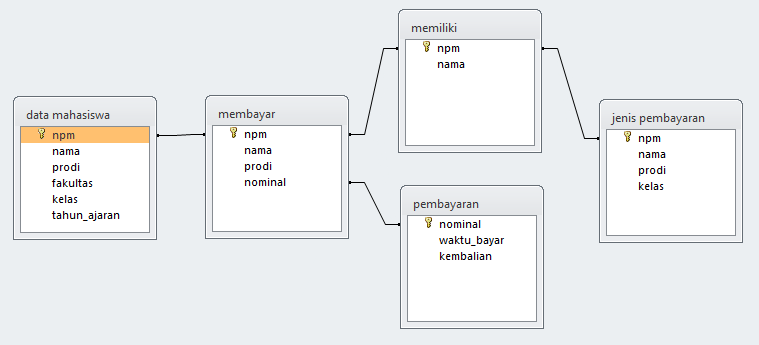 data mahasiswa
npm
nama
prodi
fakultas
kelas
tahun_ajaran
membayar
npm
nama
prodi
nominal
memiliki
npm
nama
pembayaran
nominal
waktu_bayar
kembalian
jenis pembayaran
npm
nama
prodi
kelas